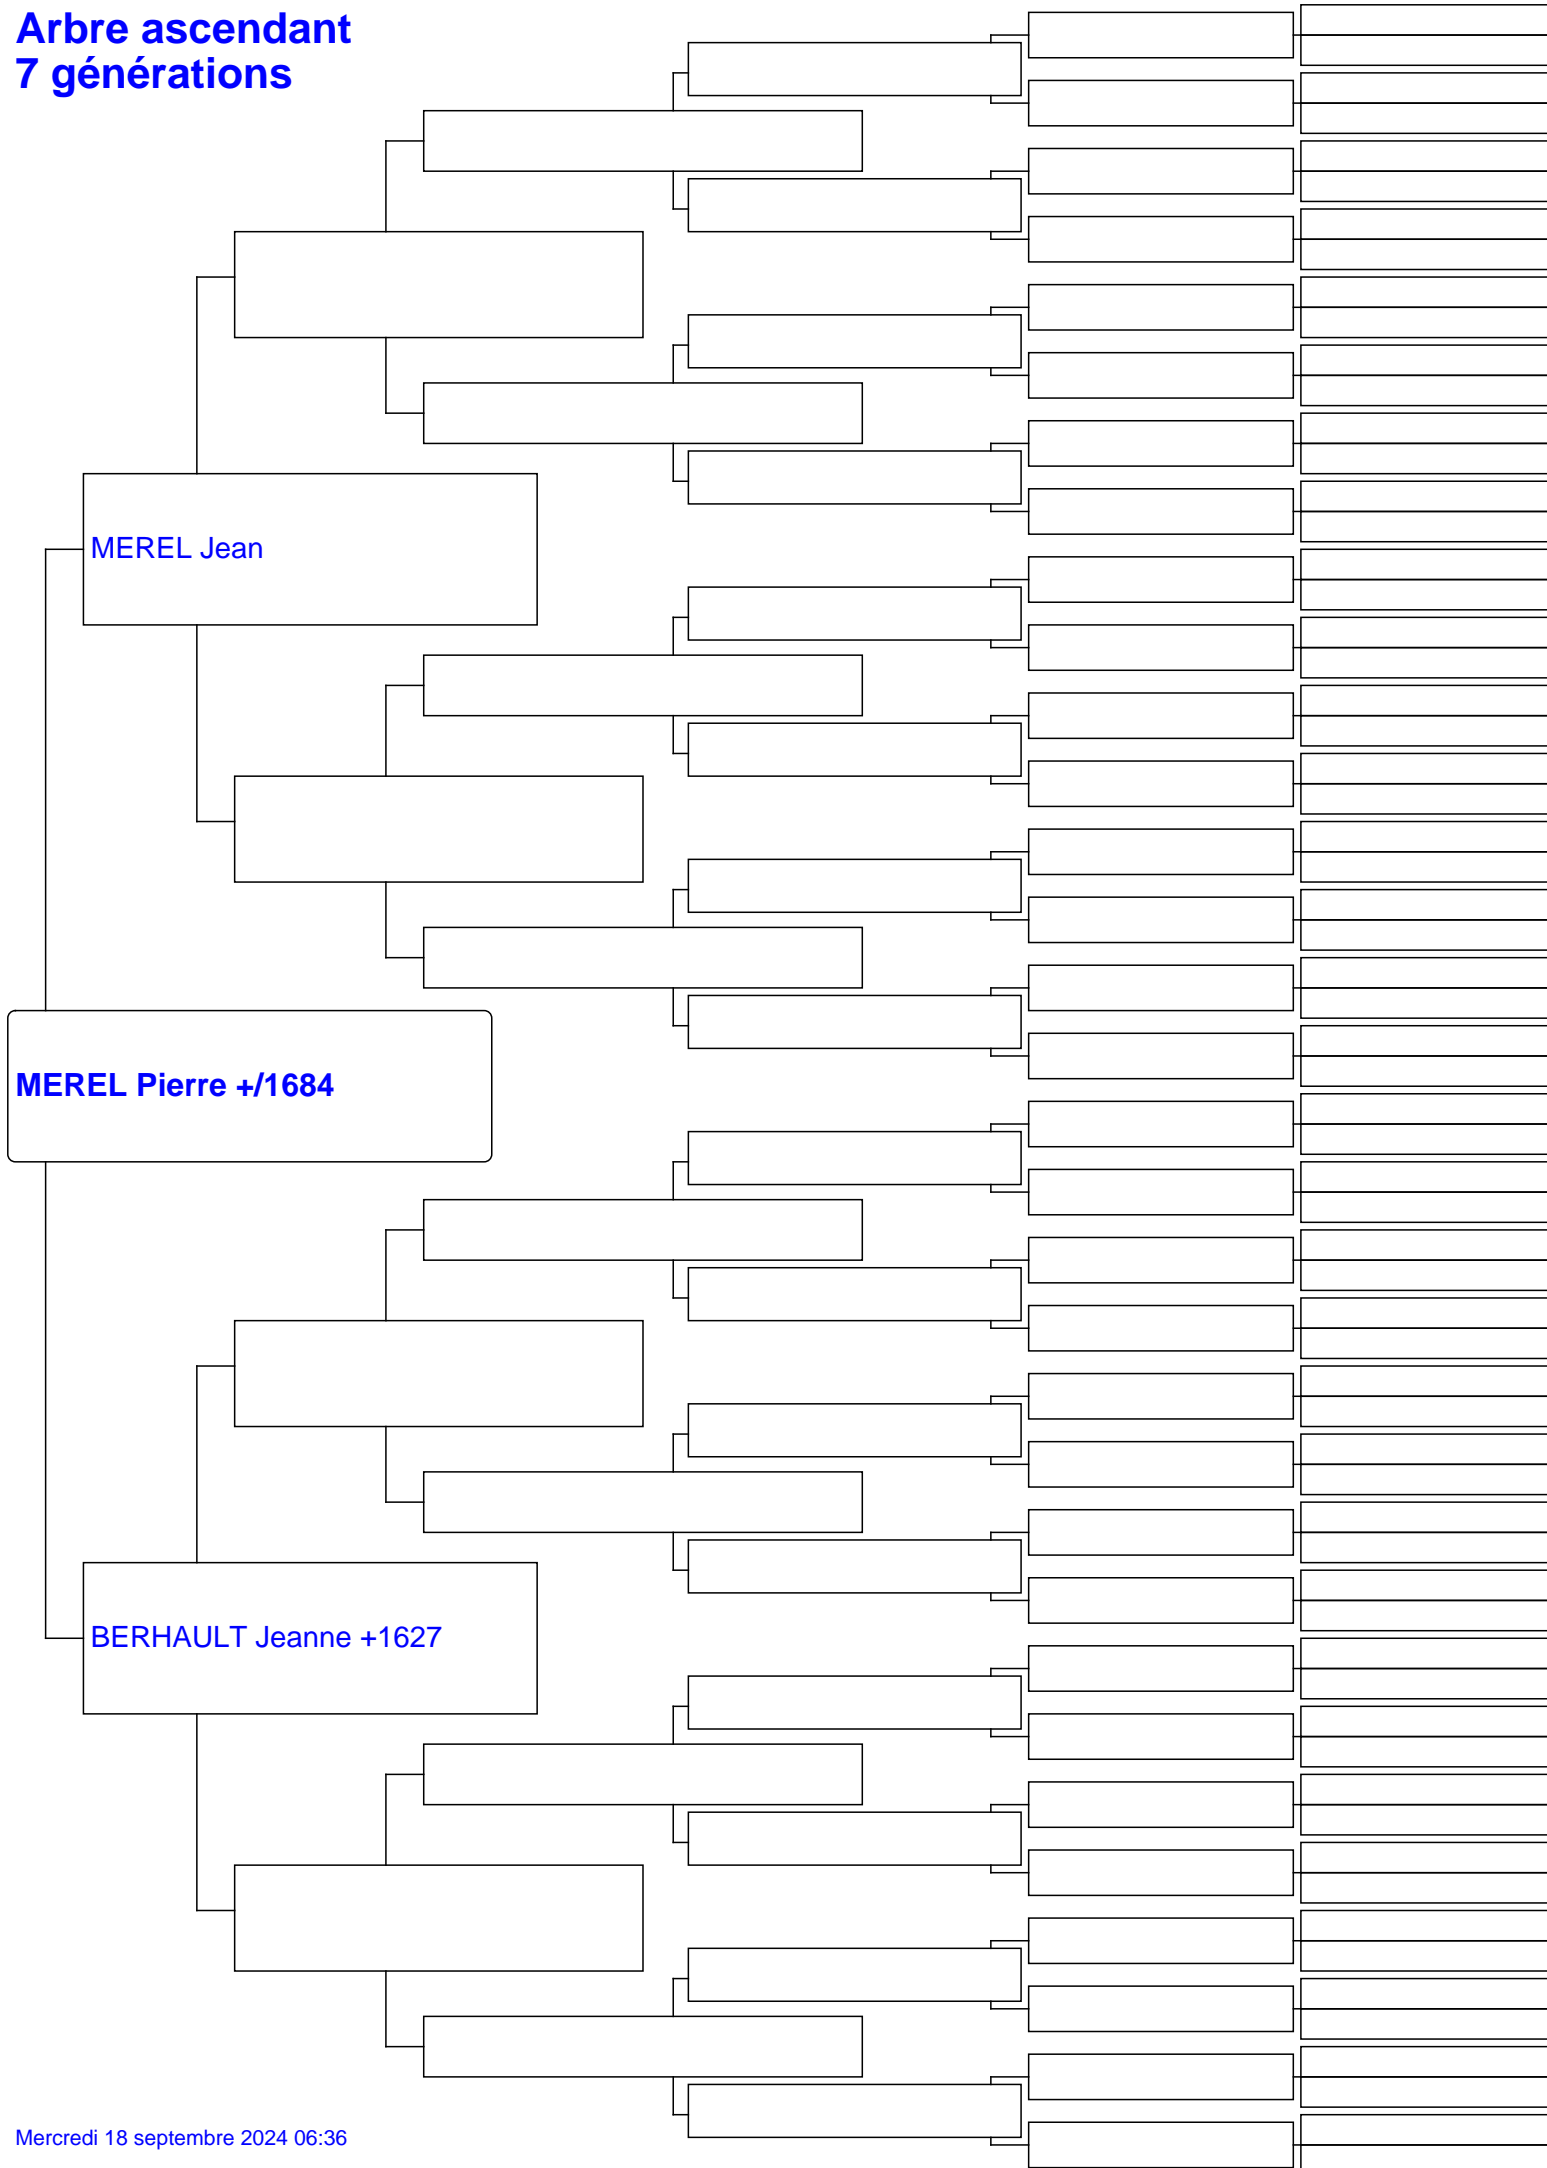 Arbre ascendant
7 générations
MEREL Jean
MEREL Pierre +/1684
BERHAULT Jeanne +1627
Mercredi 18 septembre 2024 06:36